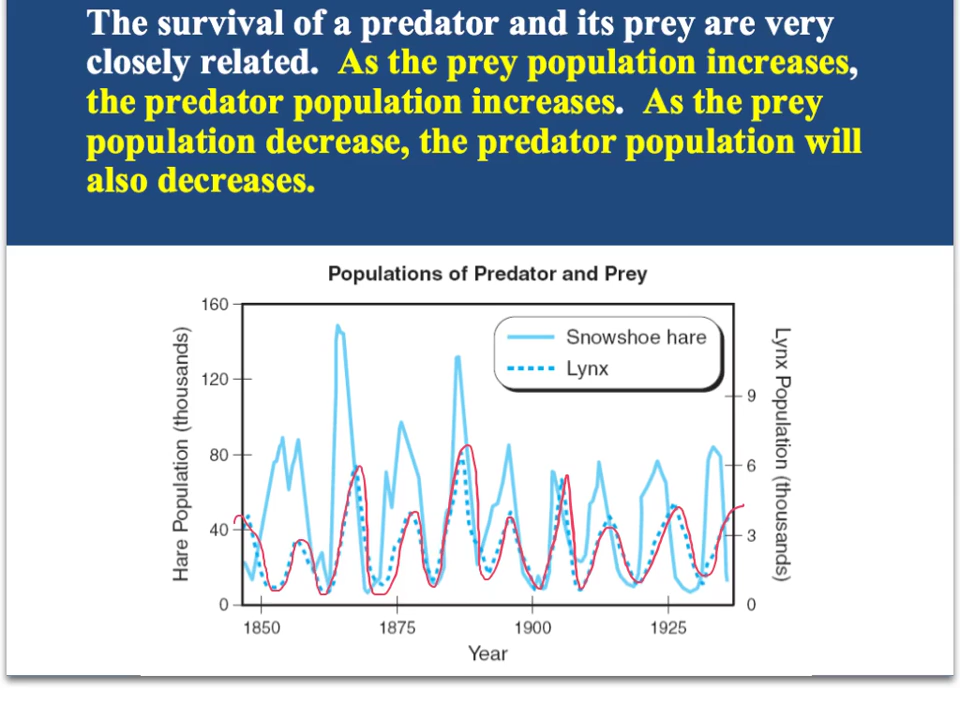 The survival of a predator and its prey are very
closely related.  As the prey population increases,
the predator population increases.  As the prey
population decrease, the predator population will
also decreases.
Populations of Predator and Prey
160
120
80
40
0
Hare Population (thousands)
Snowshoe hare
Lynx
9
6
3
0
Lynx Population (thousands)
1850
1875
1900
1925
Year